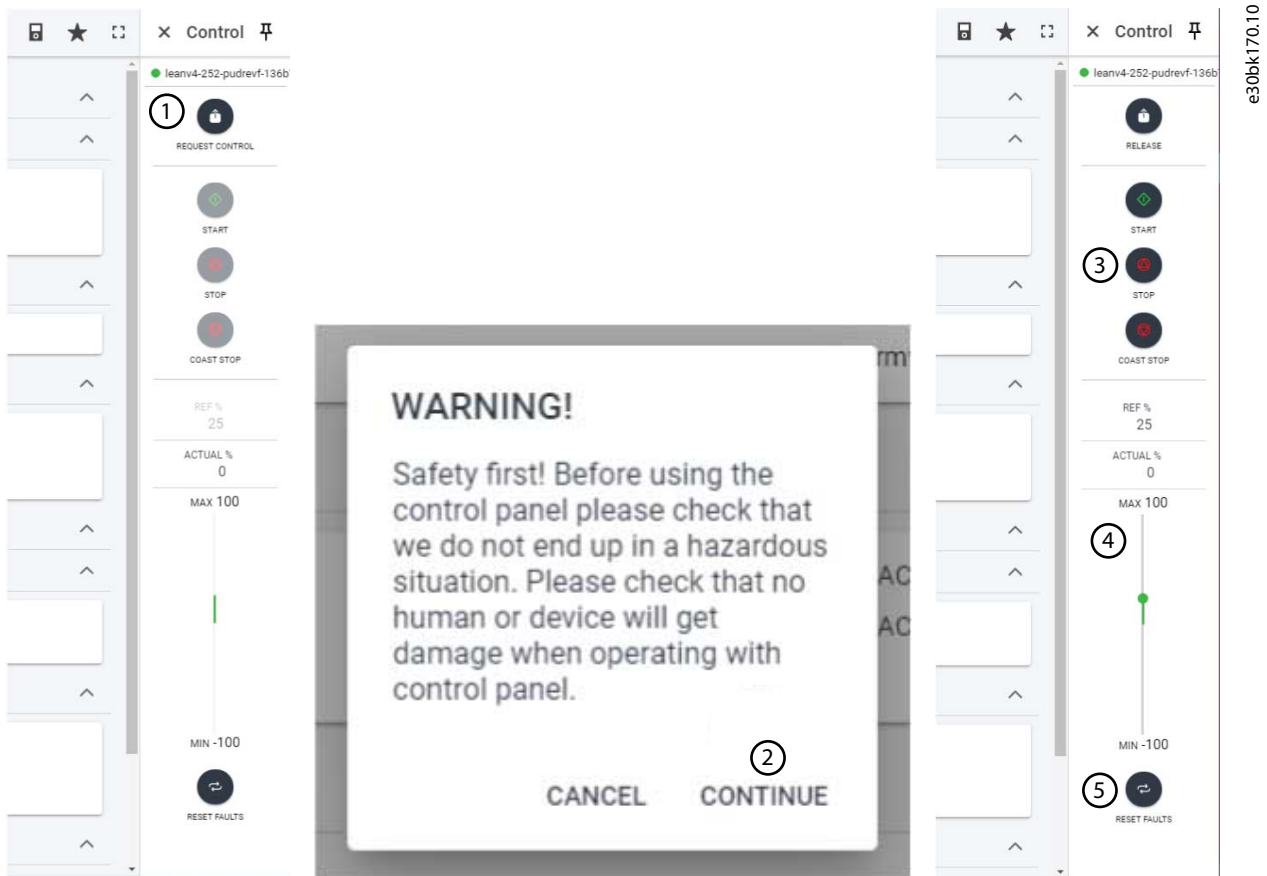 Control
leanv4-252-pudrevf-136b
1
REQUEST CONTROL
START
STOP
COAST STOP
REF %
25
ACTUAL %
0
MAX 100
MIN -100
RESET FAULTS
WARNING!
Safety first! Before using the
control panel please check that
we do not end up in a hazardous
situation. Please check that no
human or device will get
damage when operating with
control panel.
2
CANCEL CONTINUE
AC
AC
Control
leanv4-252-pudrevf-136b
RELEASE
START
3
STOP
COAST STOP
REF %
25
ACTUAL %
0
MAX 100
4
MIN -100
5
RESET FAULTS
e30bk170.10